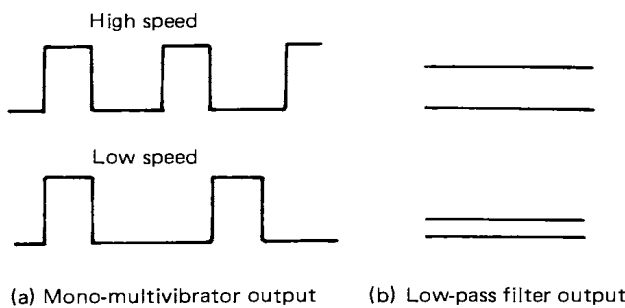 High speed
Low speed
(a) Mono-multivibrator output (b) Low-pass filter output